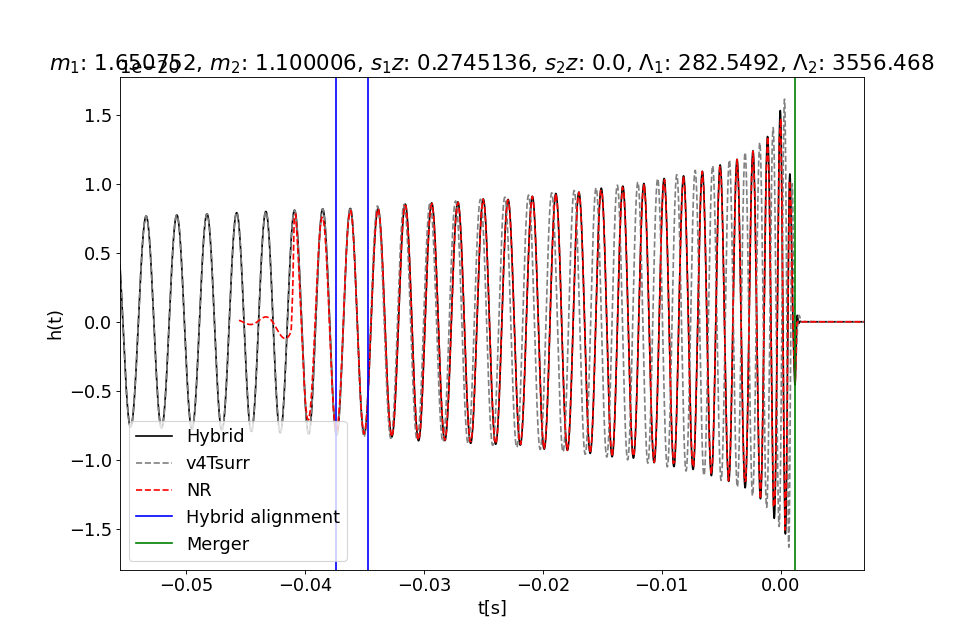 m₁: 1.650752, m₂: 1.100006, s₁z: 0.2745136, s₂z: 0.0, Λ₁: 282.5492, Λ₂: 3556.468
1e−20
1.5
1.0
0.5
0.0
−0.5
−1.0
−1.5
h(t)
Hybrid
v4Tsurr
NR
Hybrid alignment
Merger
−0.05 −0.04 −0.03 −0.02 −0.01 0.00
t[s]